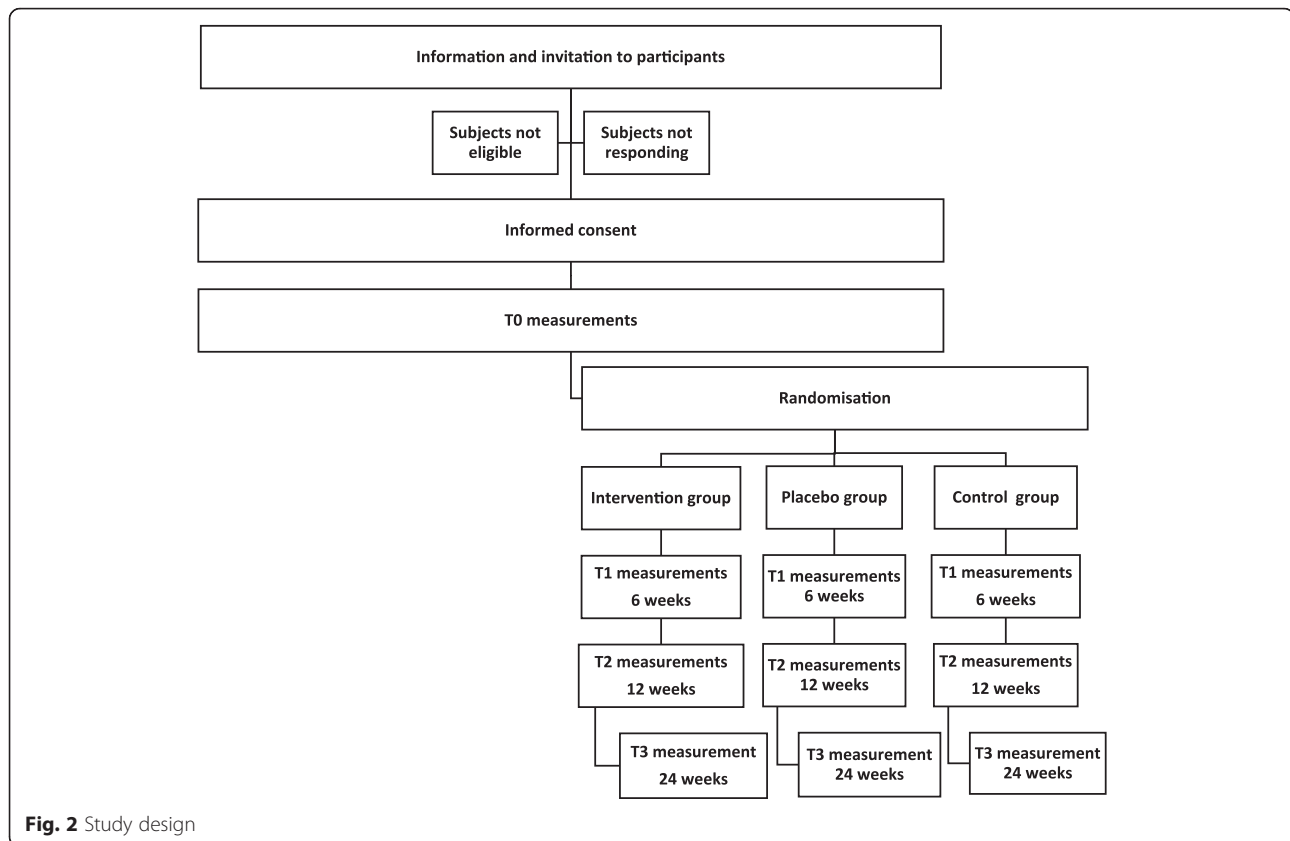 Information and invitation to participants
Subjects not
eligible
Subjects not
responding
Informed consent
T0 measurements
Randomisation
Intervention group
Placebo group
Control group
T1 measurements
6 weeks
T1 measurements
6 weeks
T1 measurements
6 weeks
T2 measurements
12 weeks
T2 measurements
12 weeks
T2 measurements
12 weeks
T3 measurement
24 weeks
T3 measurement
24 weeks
T3 measurement
24 weeks
Fig. 2 Study design